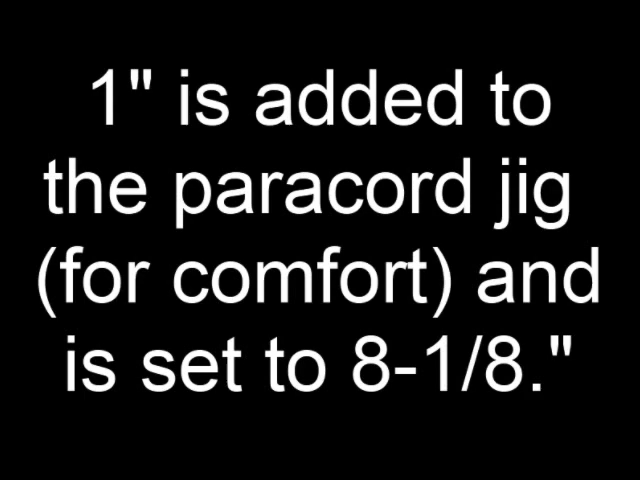 1" is added to
the paracord jig
(for comfort) and
is set to 8-1/8."